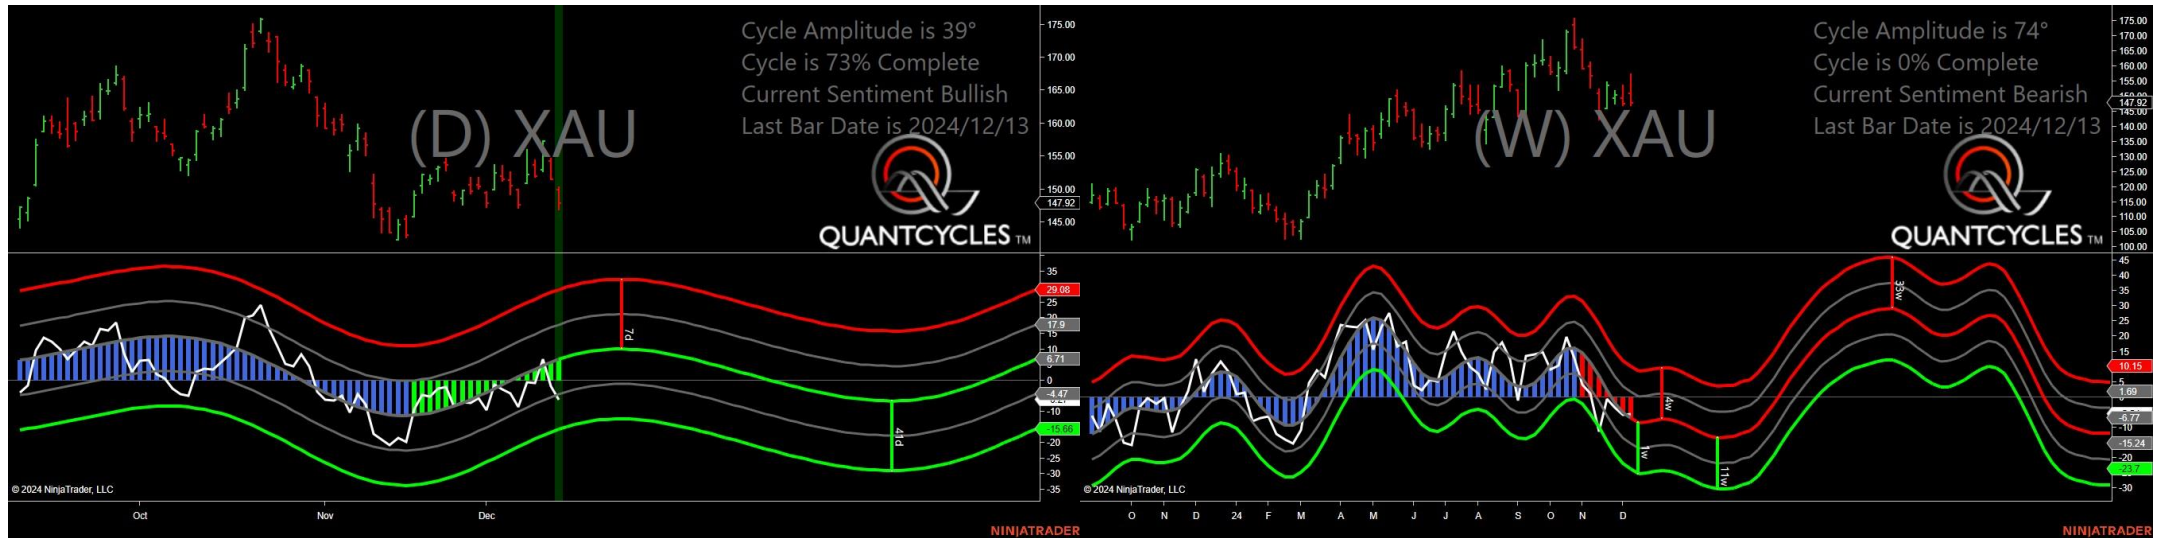 Cycle Amplitude is 39°
Cycle is 73% Complete
Current Sentiment Bullish
Last Bar Date is 2024/12/13
(D) XAU
QUANTCYCLES TM
175.00
170.00
165.00
160.00
155.00
150.00
147.92
145.00
35
29.08
25
20
17.9
15
10
6.71
5
0
-4.47
-10
-15.66
-20
-25
-30
-35
7d
41d
© 2024 NinjaTrader, LLC
Oct
Nov
Dec
NINJATRADER
Cycle Amplitude is 74°
Cycle is 0% Complete
Current Sentiment Bearish
Last Bar Date is 2024/12/13
(W) XAU
QUANTCYCLES TM
175.00
170.00
165.00
160.00
155.00
147.92
145.00
140.00
135.00
130.00
125.00
120.00
115.00
110.00
105.00
100.00
45
40
35
30
25
20
15
10.15
5
1.69
-6.77
-10
-15.24
-20
-23.7
-30
33w
4w
1w
11w
© 2024 NinjaTrader, LLC
O N D 24 F M A M J J A S O N D
NINJATRADER